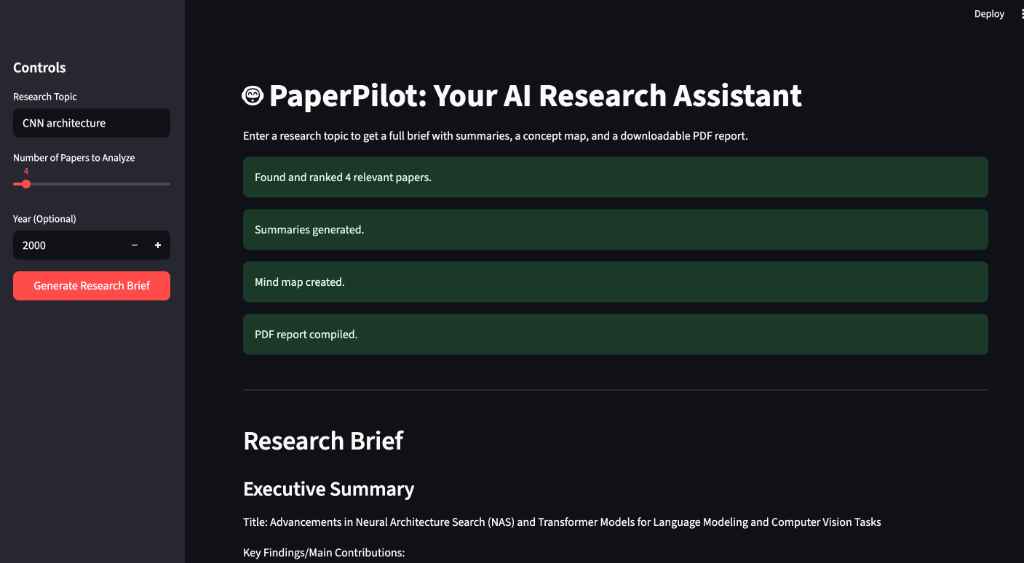 Deploy
Controls
Research Topic
CNN architecture
Number of Papers to Analyze
4
Year (Optional)
2000
Generate Research Brief
PaperPilot: Your AI Research Assistant
Enter a research topic to get a full brief with summaries, a concept map, and a downloadable PDF report.
Found and ranked 4 relevant papers.
Summaries generated.
Mind map created.
PDF report compiled.
Research Brief
Executive Summary
Title: Advancements in Neural Architecture Search (NAS) and Transformer Models for Language Modeling and Computer Vision Tasks
Key Findings/Main Contributions: